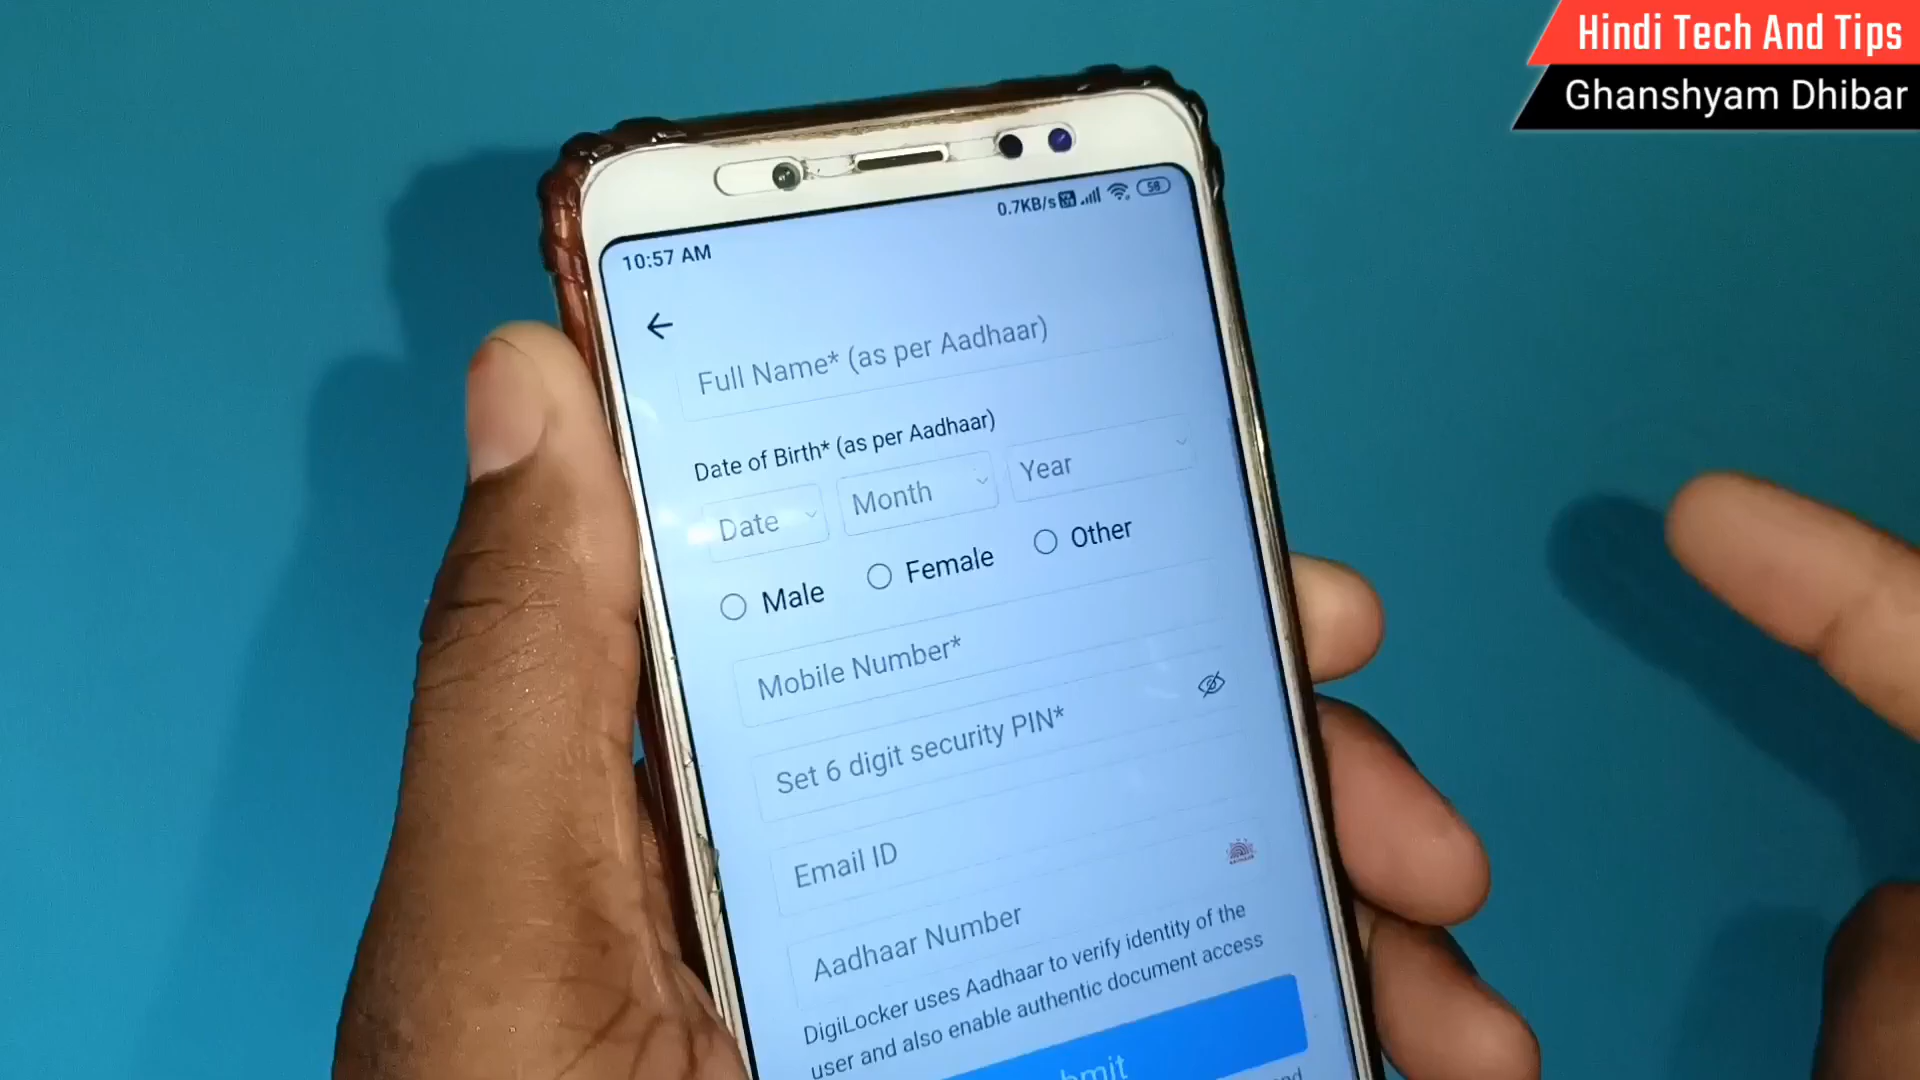 Hindi Tech And Tips
Ghanshyam Dhibar
0.7KB/s 58
10:57 AM
Full Name* (as per Aadhaar)
Date of Birth* (as per Aadhaar)
Date Month Year
Male Female Other
Mobile Number*
Set 6 digit security PIN*
Email ID
Aadhaar Number
DigiLocker uses Aadhaar to verify identity of the
user and also enable authentic document access